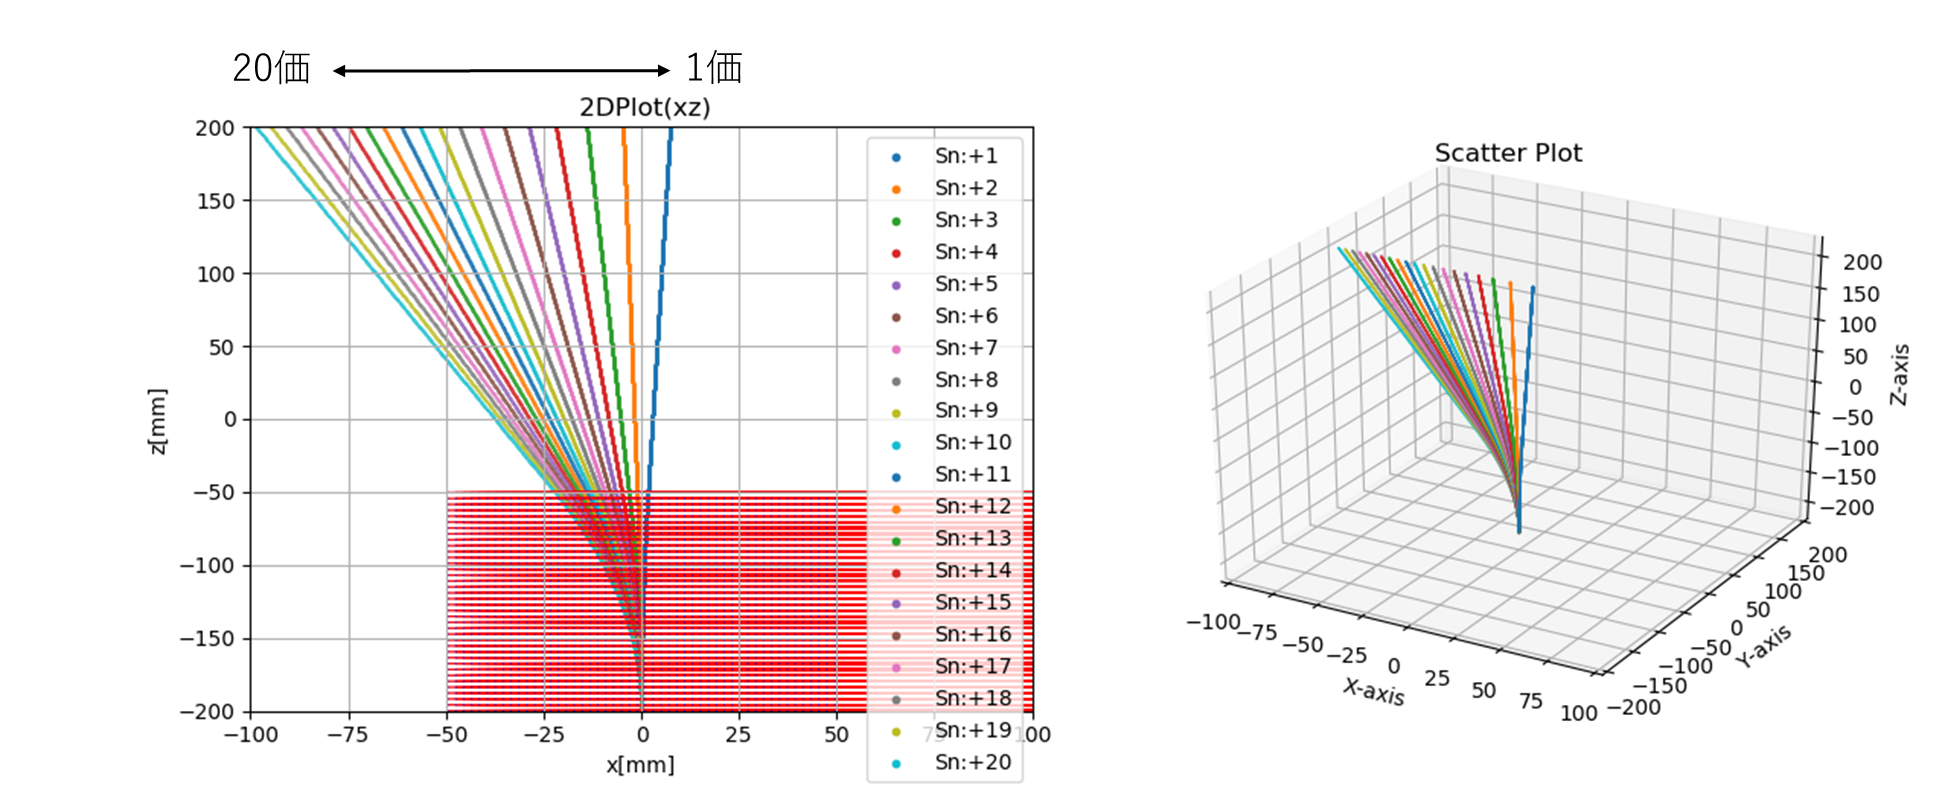 20価 1価
2DPlot(xz)
200
150
100
50
0
−50
−100
−150
−200
z[mm]
−100 −75 −50 −25 0 25 50 75 100
x[mm]
Sn:+1
Sn:+2
Sn:+3
Sn:+4
Sn:+5
Sn:+6
Sn:+7
Sn:+8
Sn:+9
Sn:+10
Sn:+11
Sn:+12
Sn:+13
Sn:+14
Sn:+15
Sn:+16
Sn:+17
Sn:+18
Sn:+19
Sn:+20
Scatter Plot
200
150
100
50
0
−50
−100
−150
−200
Z-axis
200
150
100
50
0
−50
−100
−150
−200
Y-axis
−100 −75 −50 −25 0 25 50 75 100
X-axis